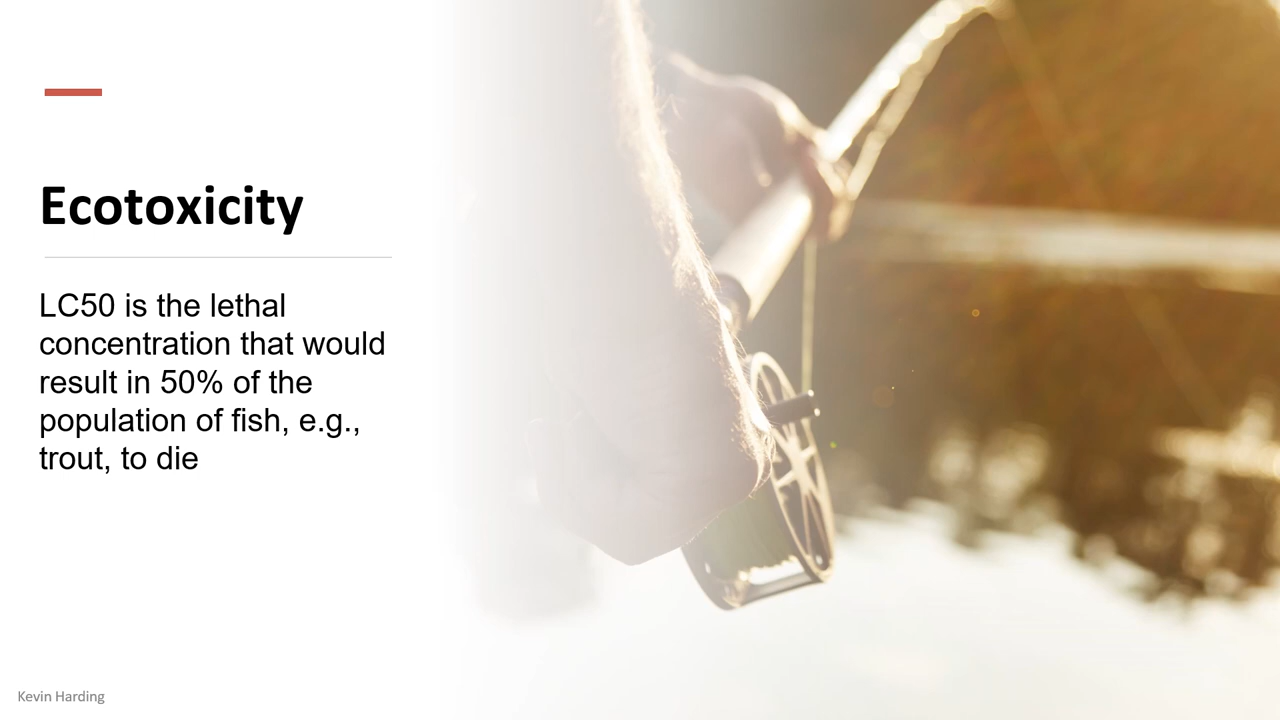 Ecotoxicity
LC50 is the lethal
concentration that would
result in 50% of the
population of fish, e.g.,
trout, to die
Kevin Harding